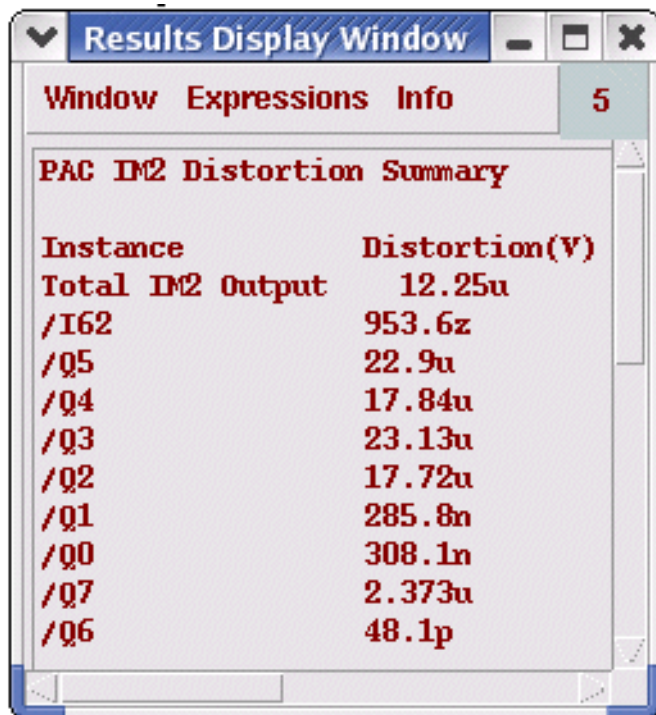 Results Display Window
Window Expressions Info 5
PAC IM2 Distortion Summary
Instance Distortion(V)
Total IM2 Output 12.25u
/I62 953.6z
/Q5 22.9u
/Q4 17.84u
/Q3 23.13u
/Q2 17.72u
/Q1 285.8n
/Q0 308.1n
/Q7 2.373u
/Q6 48.1p